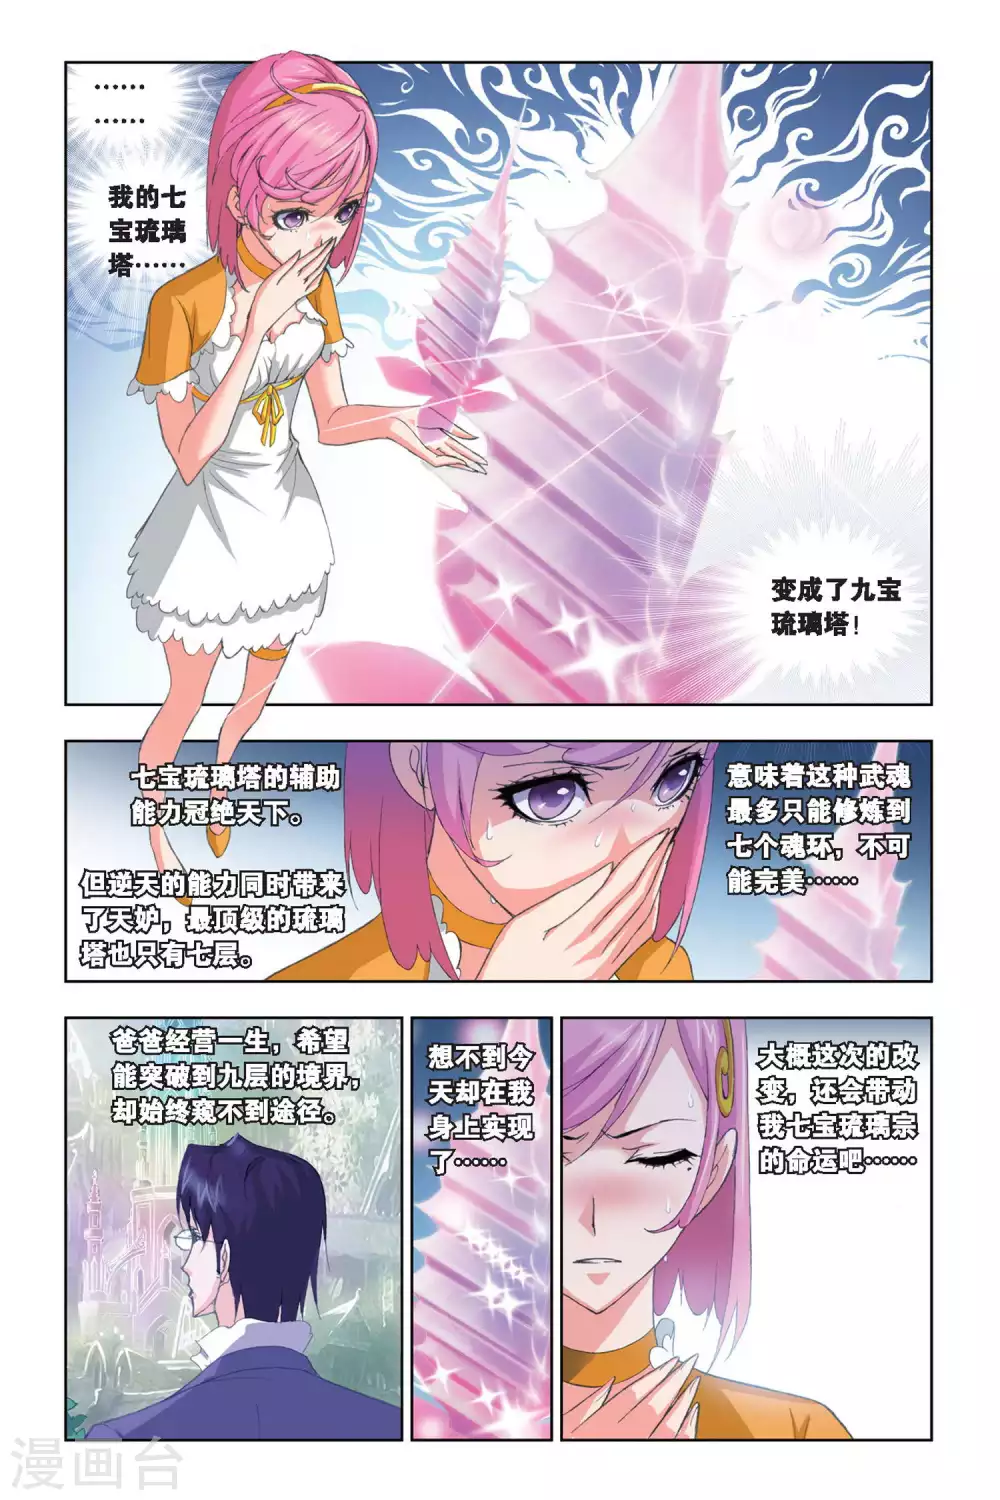 ……
……
我的七
宝琉璃
塔……
变成了九宝
琉璃塔！
七宝琉璃塔的辅助
能力冠绝天下。
但逆天的能力同时带来
了天妒，最顶级的琉璃
塔也只有七层。
意味着这种武魂
最多只能修炼到
七个魂环，不可
能完美……
爸爸经营一生，希望
能突破到九层的境界，
却始终窥不到途径。
想不到今
天却在我
身上实现
了……
大概这次的改
变，还会带动
我七宝琉璃宗
的命运吧……
漫画台